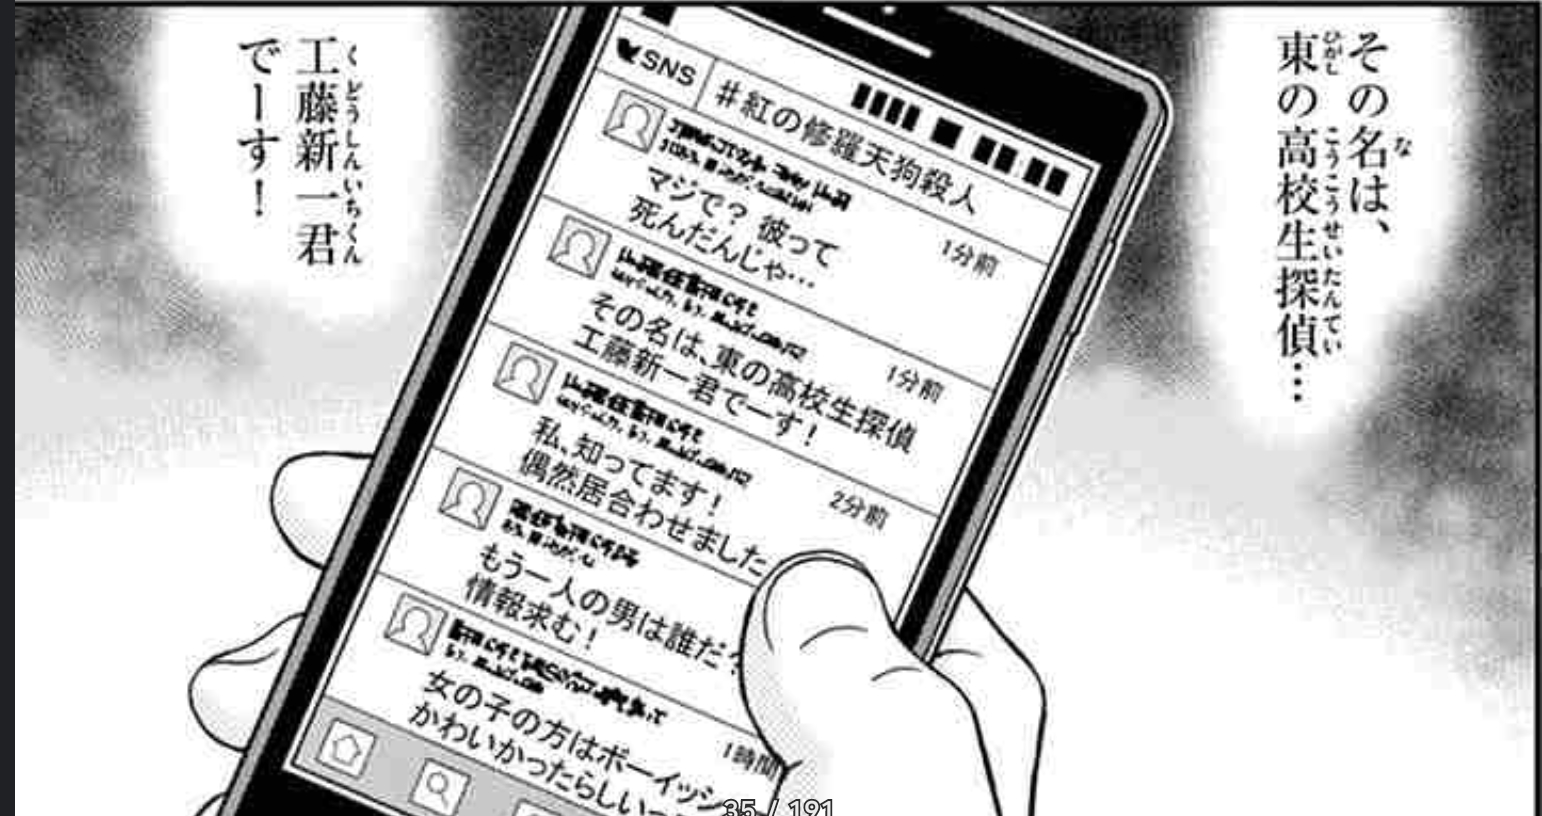 その名は、
東の高校生探偵…
SNS
#紅の修羅天狗殺人
1分前
マジで? 彼って
死んだんじゃ…
1分前
その名は、東の高校生探偵
工藤新一君でーす!
2分前
私、知ってます!
偶然居合わせました
もう一人の男は誰だ?
情報求む!
1時間
女の子の方はボーイッシ
かわいかったらしいっ
工藤新一君
でーす!
35 / 191